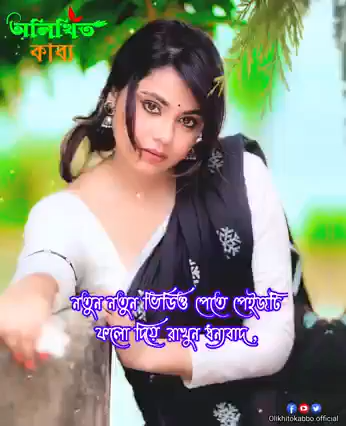 অলিখিত
কাব্য
নতুন নতুন ভিডিও পেতে পেইজটি
ফলো দিয়ে রাখুন ধন্যবাদ,
Olikhitokabbo official